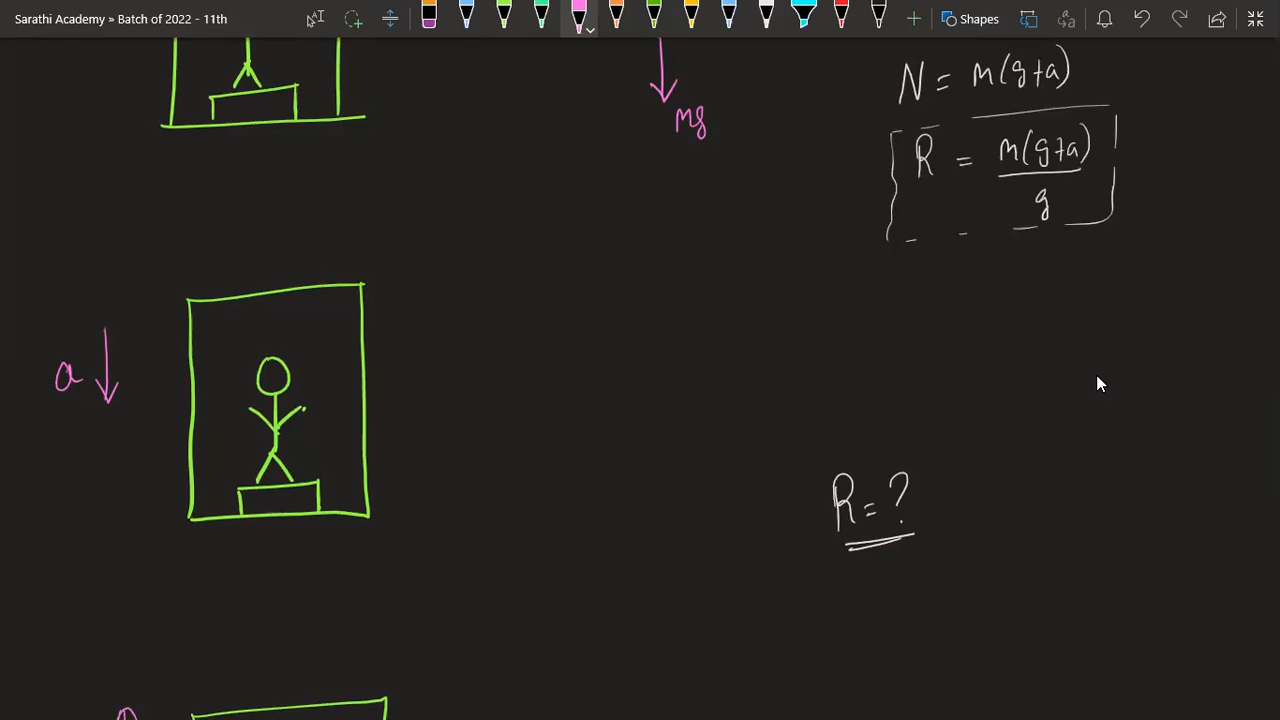 Sarathi Academy » Batch of 2022 - 11th
Shapes
N = m(g+a)
mg
R = m(g+a)
g
a
R = ?